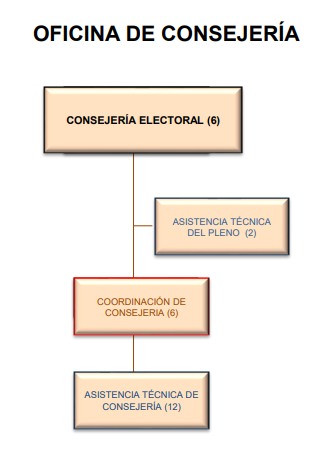 OFICINA DE CONSEJERÍA
CONSEJERÍA ELECTORAL (6)
ASISTENCIA TÉCNICA
DEL PLENO (2)
COORDINACIÓN DE
CONSEJERIA (6)
ASISTENCIA TÉCNICA DE
CONSEJERÍA (12)